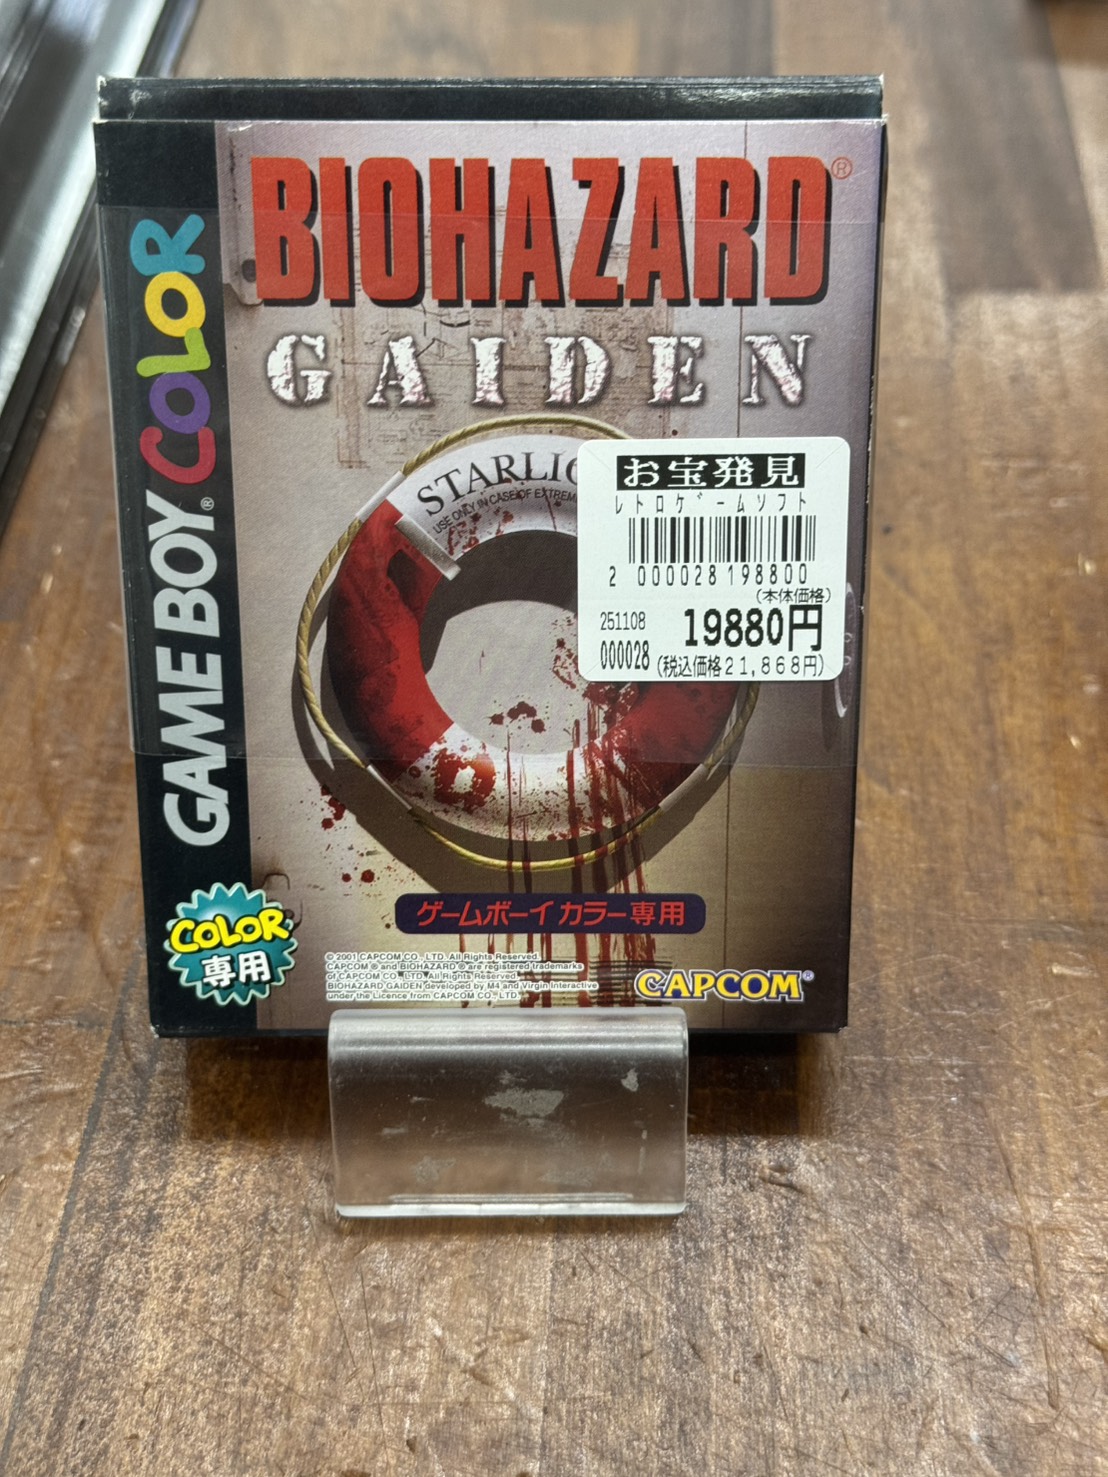 BIOHAZARD®
GAIDEN
GAME BOY® COLOR
STARLIG
USE ONLY IN CASE OF EXTREM
お宝発見
レトロゲームソフト
2 000028 198800
(本体価格)
251108
19880円
000028
(税込価格21,868円)
ゲームボーイカラー専用
COLOR
専用
© 2001 CAPCOM CO., LTD. All Rights Reserved.
CAPCOM ® and BIOHAZARD ® are registered trademarks
of CAPCOM CO., LTD. All Rights Reserved.
BIOHAZARD GAIDEN developed by M4 and Virgin Interactive
under the Licence from CAPCOM CO., LTD.
CAPCOM®